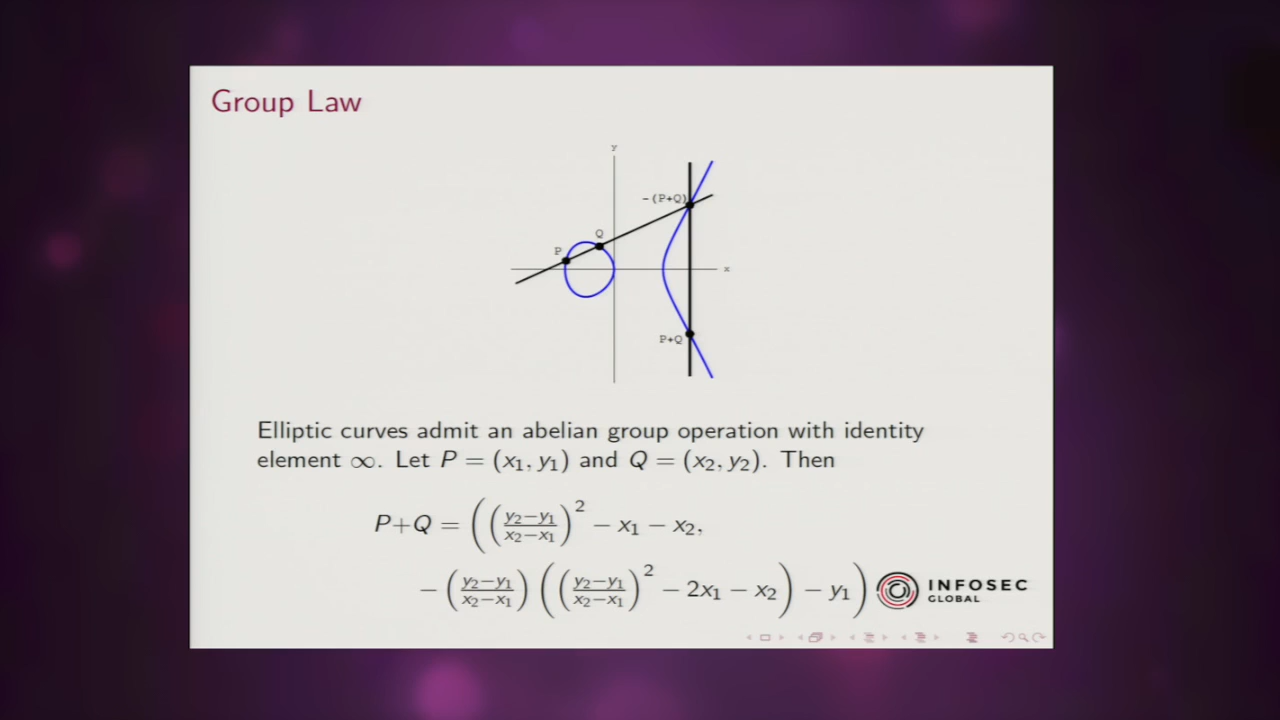 Group Law
Y
-(P+Q)
Q
P
x
P+Q
Elliptic curves admit an abelian group operation with identity
element ∞. Let P = (x₁, y₁) and Q = (x₂, y₂). Then
P+Q = (((y₂−y₁)/(x₂−x₁))² − x₁ − x₂,
− ((y₂−y₁)/(x₂−x₁)) (((y₂−y₁)/(x₂−x₁))² − 2x₁ − x₂) − y₁)
INFOSEC
GLOBAL